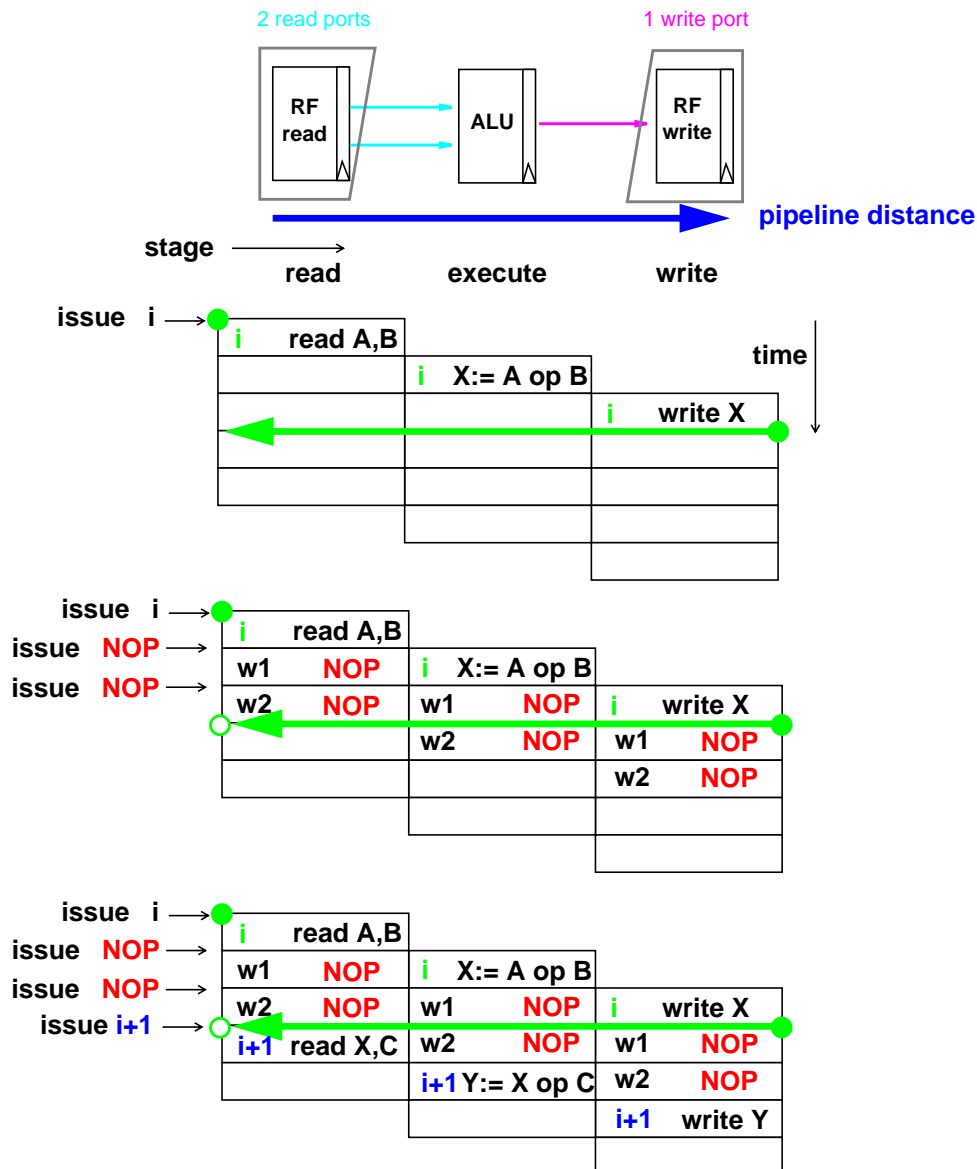 2 read ports 1 write port
RF read
ALU
RF write
pipeline distance
stage
read execute write
issue i
i read A,B
time
i X:= A op B
i write X
issue i
i read A,B
issue NOP
w1 NOP i X:= A op B
issue NOP
w2 NOP w1 NOP i write X
w2 NOP w1 NOP
w2 NOP
issue i
i read A,B
issue NOP
w1 NOP i X:= A op B
issue NOP
w2 NOP w1 NOP i write X
issue i+1
i+1 read X,C w2 NOP w1 NOP
i+1 Y:= X op C w2 NOP
i+1 write Y